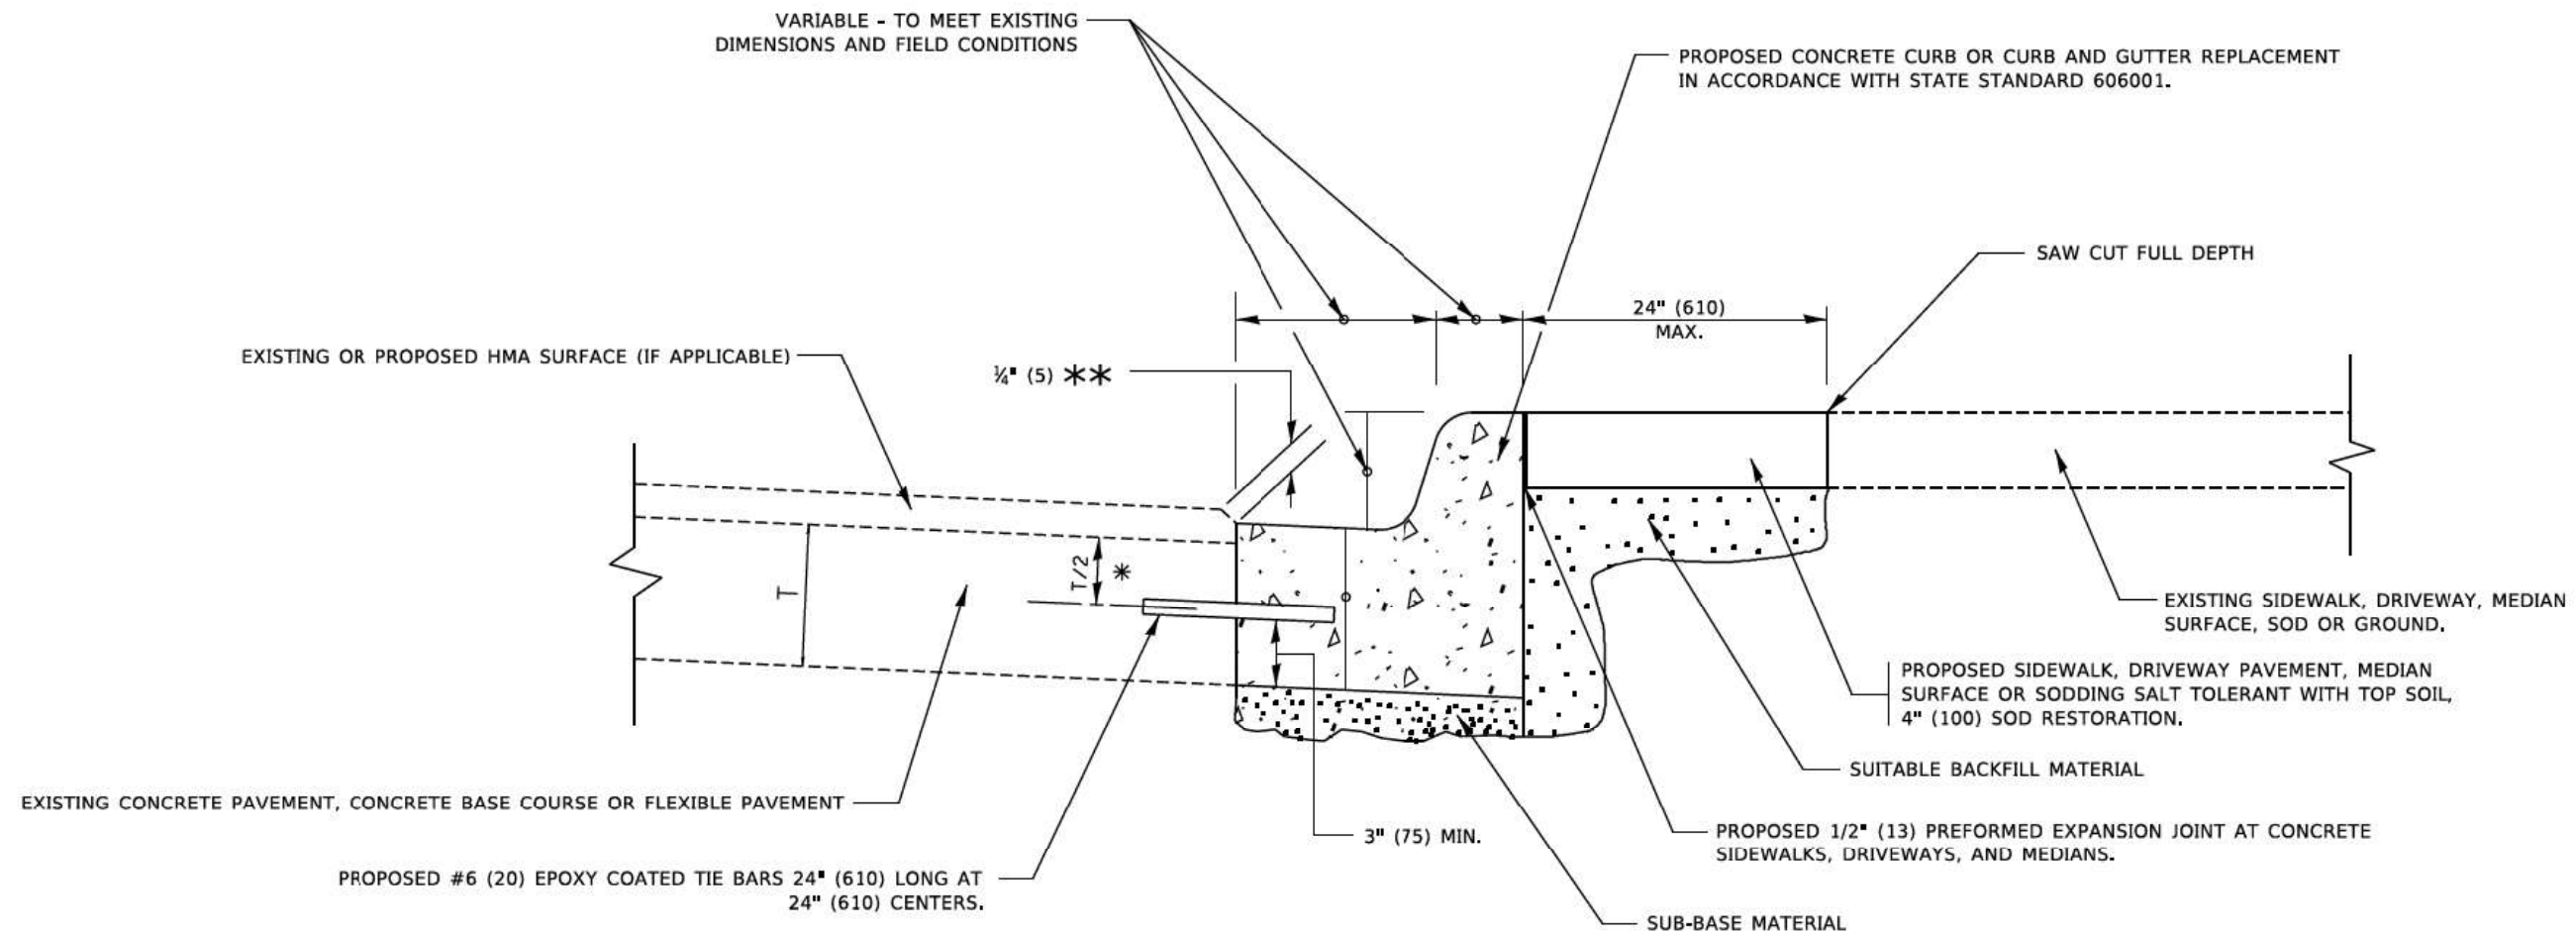 VARIABLE - TO MEET EXISTING
DIMENSIONS AND FIELD CONDITIONS
PROPOSED CONCRETE CURB OR CURB AND GUTTER REPLACEMENT
IN ACCORDANCE WITH STATE STANDARD 606001.
SAW CUT FULL DEPTH
24" (610)
MAX.
EXISTING OR PROPOSED HMA SURFACE (IF APPLICABLE)
¼" (5) **
T/2 *
T
EXISTING SIDEWALK, DRIVEWAY, MEDIAN
SURFACE, SOD OR GROUND.
PROPOSED SIDEWALK, DRIVEWAY PAVEMENT, MEDIAN
SURFACE OR SODDING SALT TOLERANT WITH TOP SOIL,
4" (100) SOD RESTORATION.
SUITABLE BACKFILL MATERIAL
EXISTING CONCRETE PAVEMENT, CONCRETE BASE COURSE OR FLEXIBLE PAVEMENT
3" (75) MIN.
PROPOSED 1/2" (13) PREFORMED EXPANSION JOINT AT CONCRETE
SIDEWALKS, DRIVEWAYS, AND MEDIANS.
PROPOSED #6 (20) EPOXY COATED TIE BARS 24" (610) LONG AT
24" (610) CENTERS.
SUB-BASE MATERIAL